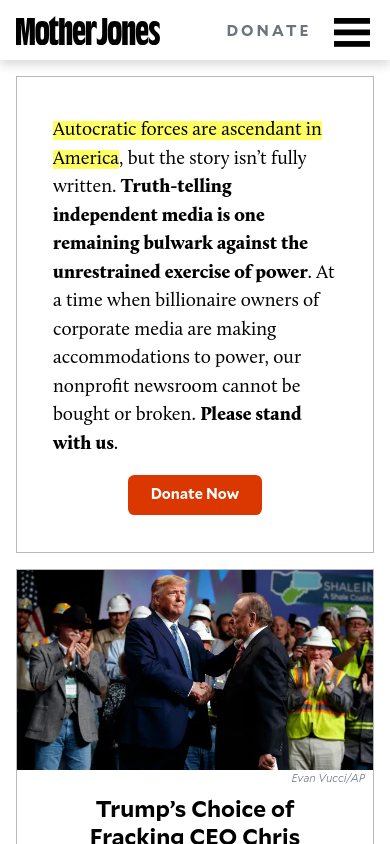 Mother Jones
DONATE
Autocratic forces are ascendant in
America, but the story isn’t fully
written. Truth-telling
independent media is one
remaining bulwark against the
unrestrained exercise of power. At
a time when billionaire owners of
corporate media are making
accommodations to power, our
nonprofit newsroom cannot be
bought or broken. Please stand
with us.
Donate Now
SHALE IN
A Shale Coalition
Evan Vucci/AP
Trump’s Choice of
Fracking CEO Chris